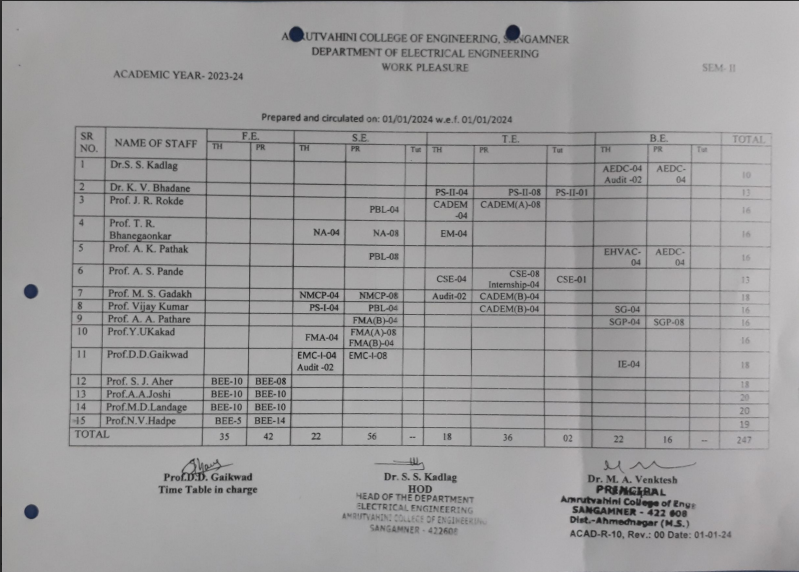 AMRUTVAHINI COLLEGE OF ENGINEERING, SANGAMNER
DEPARTMENT OF ELECTRICAL ENGINEERING
WORK PLEASURE
ACADEMIC YEAR- 2023-24 SEM- II
Prepared and circulated on: 01/01/2024 w.e.f. 01/01/2024
SR NO. NAME OF STAFF F.E. S.E. T.E. B.E. TOTAL
TH PR TH PR Tut TH PR Tut TH PR Tut
1 Dr.S. S. Kadlag AEDC-04 Audit -02 AEDC-04 10
2 Dr. K. V. Bhadane PS-II-04 PS-II-08 PS-II-01 13
3 Prof. J. R. Rokde PBL-04 CADEM -04 CADEM(A)-08 16
4 Prof. T. R. Bhanegaonkar NA-04 NA-08 EM-04 16
5 Prof. A. K. Pathak PBL-08 EHVAC-04 AEDC-04 16
6 Prof. A. S. Pande CSE-04 CSE-08 Internship-04 CSE-01 13
7 Prof. M. S. Gadakh NMCP-04 NMCP-08 Audit-02 CADEM(B)-04 18
8 Prof. Vijay Kumar PS-I-04 PBL-04 CADEM(B)-04 SG-04 16
9 Prof. A. A. Pathare FMA(B)-04 SGP-04 SGP-08 16
10 Prof.Y.UKakad FMA-04 FMA(A)-08 FMA(B)-04 16
11 Prof.D.D.Gaikwad EMC-I-04 Audit -02 EMC-I-08 IE-04 18
12 Prof. S. J. Aher BEE-10 BEE-08 18
13 Prof.A.A.Joshi BEE-10 BEE-10 20
14 Prof.M.D.Landage BEE-10 BEE-10 20
15 Prof.N.V.Hadpe BEE-5 BEE-14 19
TOTAL 35 42 22 56 -- 18 36 02 22 16 -- 247
Prof.D.D. Gaikwad
Time Table in charge
Dr. S. S. Kadlag
HOD
HEAD OF THE DEPARTMENT
ELECTRICAL ENGINEERING
AMRUTVAHINI COLLEGE OF ENGINEERING
SANGAMNER - 422608
Dr. M. A. Venktesh
PRINCIPAL
Amrutvahini College of Engg
SANGAMNER - 422 608
Dist.-Ahmednagar (M.S.)
ACAD-R-10, Rev.: 00 Date: 01-01-24